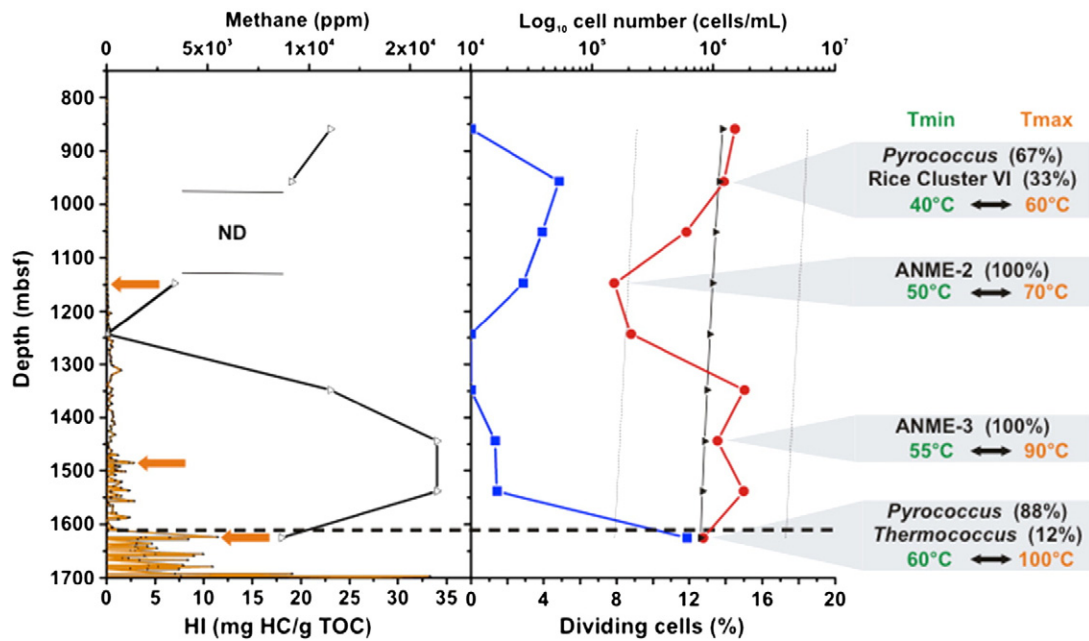 Methane (ppm)
Log₁₀ cell number (cells/mL)
0 5x10³ 1x10⁴ 2x10⁴ 10⁴ 10⁵ 10⁶ 10⁷
Depth (mbsf)
800
900
1000
1100
1200
1300
1400
1500
1600
1700
ND
0 5 10 15 20 25 30 35
HI (mg HC/g TOC)
0 4 8 12 16 20
Dividing cells (%)
Tmin Tmax
Pyrococcus (67%)
Rice Cluster VI (33%)
40°C 60°C
ANME-2 (100%)
50°C 70°C
ANME-3 (100%)
55°C 90°C
Pyrococcus (88%)
Thermococcus (12%)
60°C 100°C